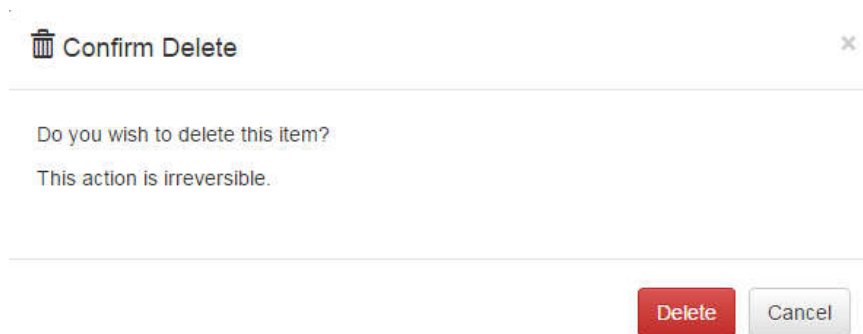 Confirm Delete
×
Do you wish to delete this item?
This action is irreversible.
Delete
Cancel